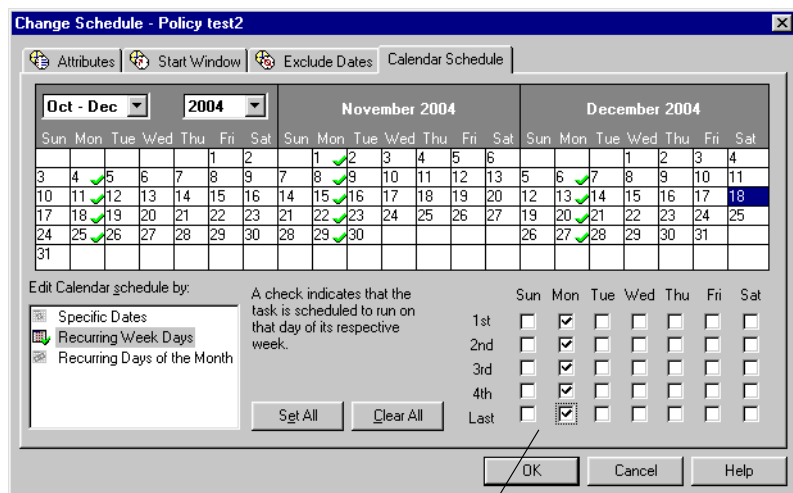 Change Schedule - Policy test2
Attributes Start Window Exclude Dates Calendar Schedule
Oct - Dec 2004 November 2004 December 2004
Sun Mon Tue Wed Thu Fri Sat Sun Mon Tue Wed Thu Fri Sat Sun Mon Tue Wed Thu Fri Sat
1 2 1 2 3 4 5 6 1 2 3 4
3 4 5 6 7 8 9 7 8 9 10 11 12 13 5 6 7 8 9 10 11
10 11 12 13 14 15 16 14 15 16 17 18 19 20 12 13 14 15 16 17 18
17 18 19 20 21 22 23 21 22 23 24 25 26 27 19 20 21 22 23 24 25
24 25 26 27 28 29 30 28 29 30 26 27 28 29 30 31
31
Edit Calendar schedule by:
Specific Dates
Recurring Week Days
Recurring Days of the Month
A check indicates that the
task is scheduled to run on
that day of its respective
week.
Set All Clear All
Sun Mon Tue Wed Thu Fri Sat
1st
2nd
3rd
4th
Last
OK Cancel Help